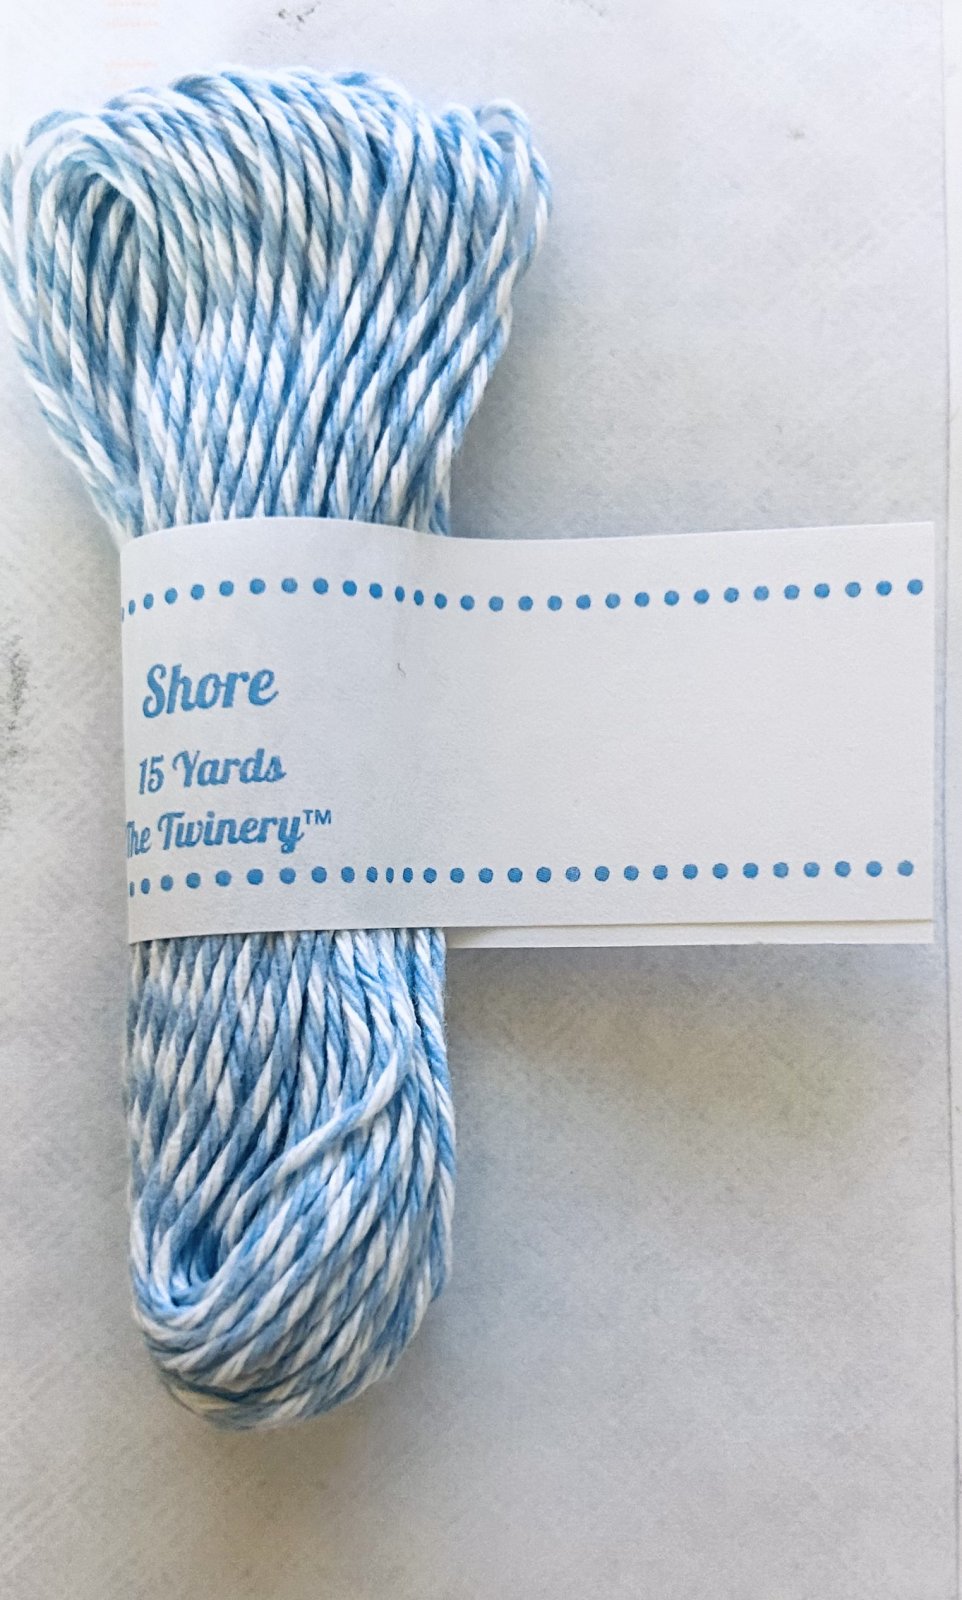 Shore
15 Yards
The Twinery™